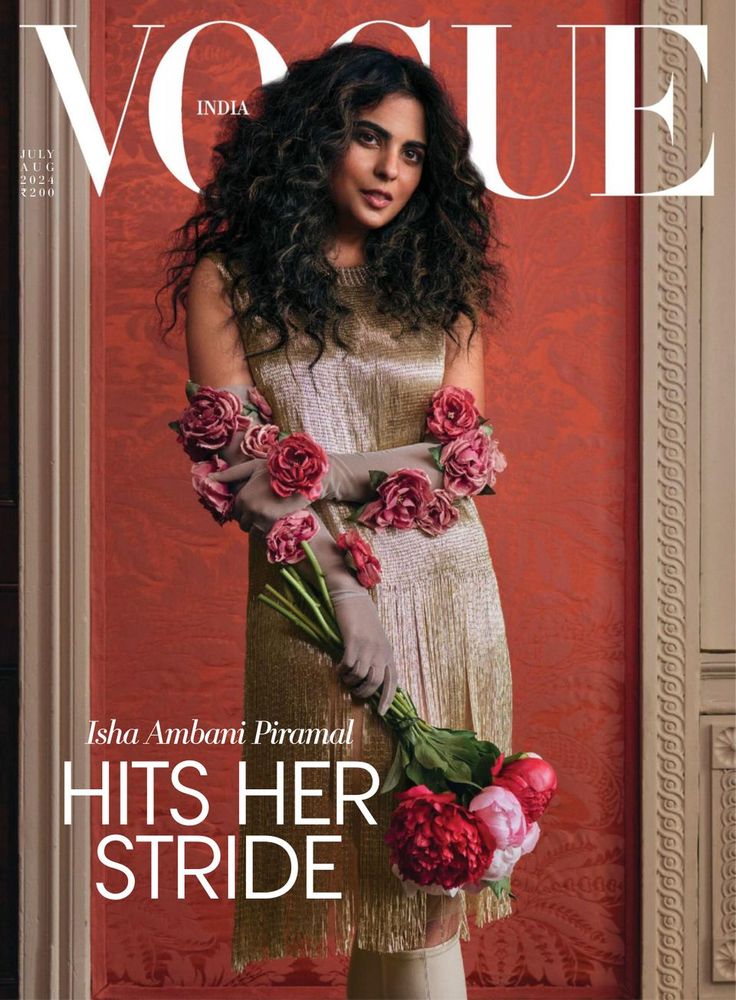 VOGUE
INDIA
JULY
AUG
2024
₹200
Isha Ambani Piramal
HITS HER
STRIDE